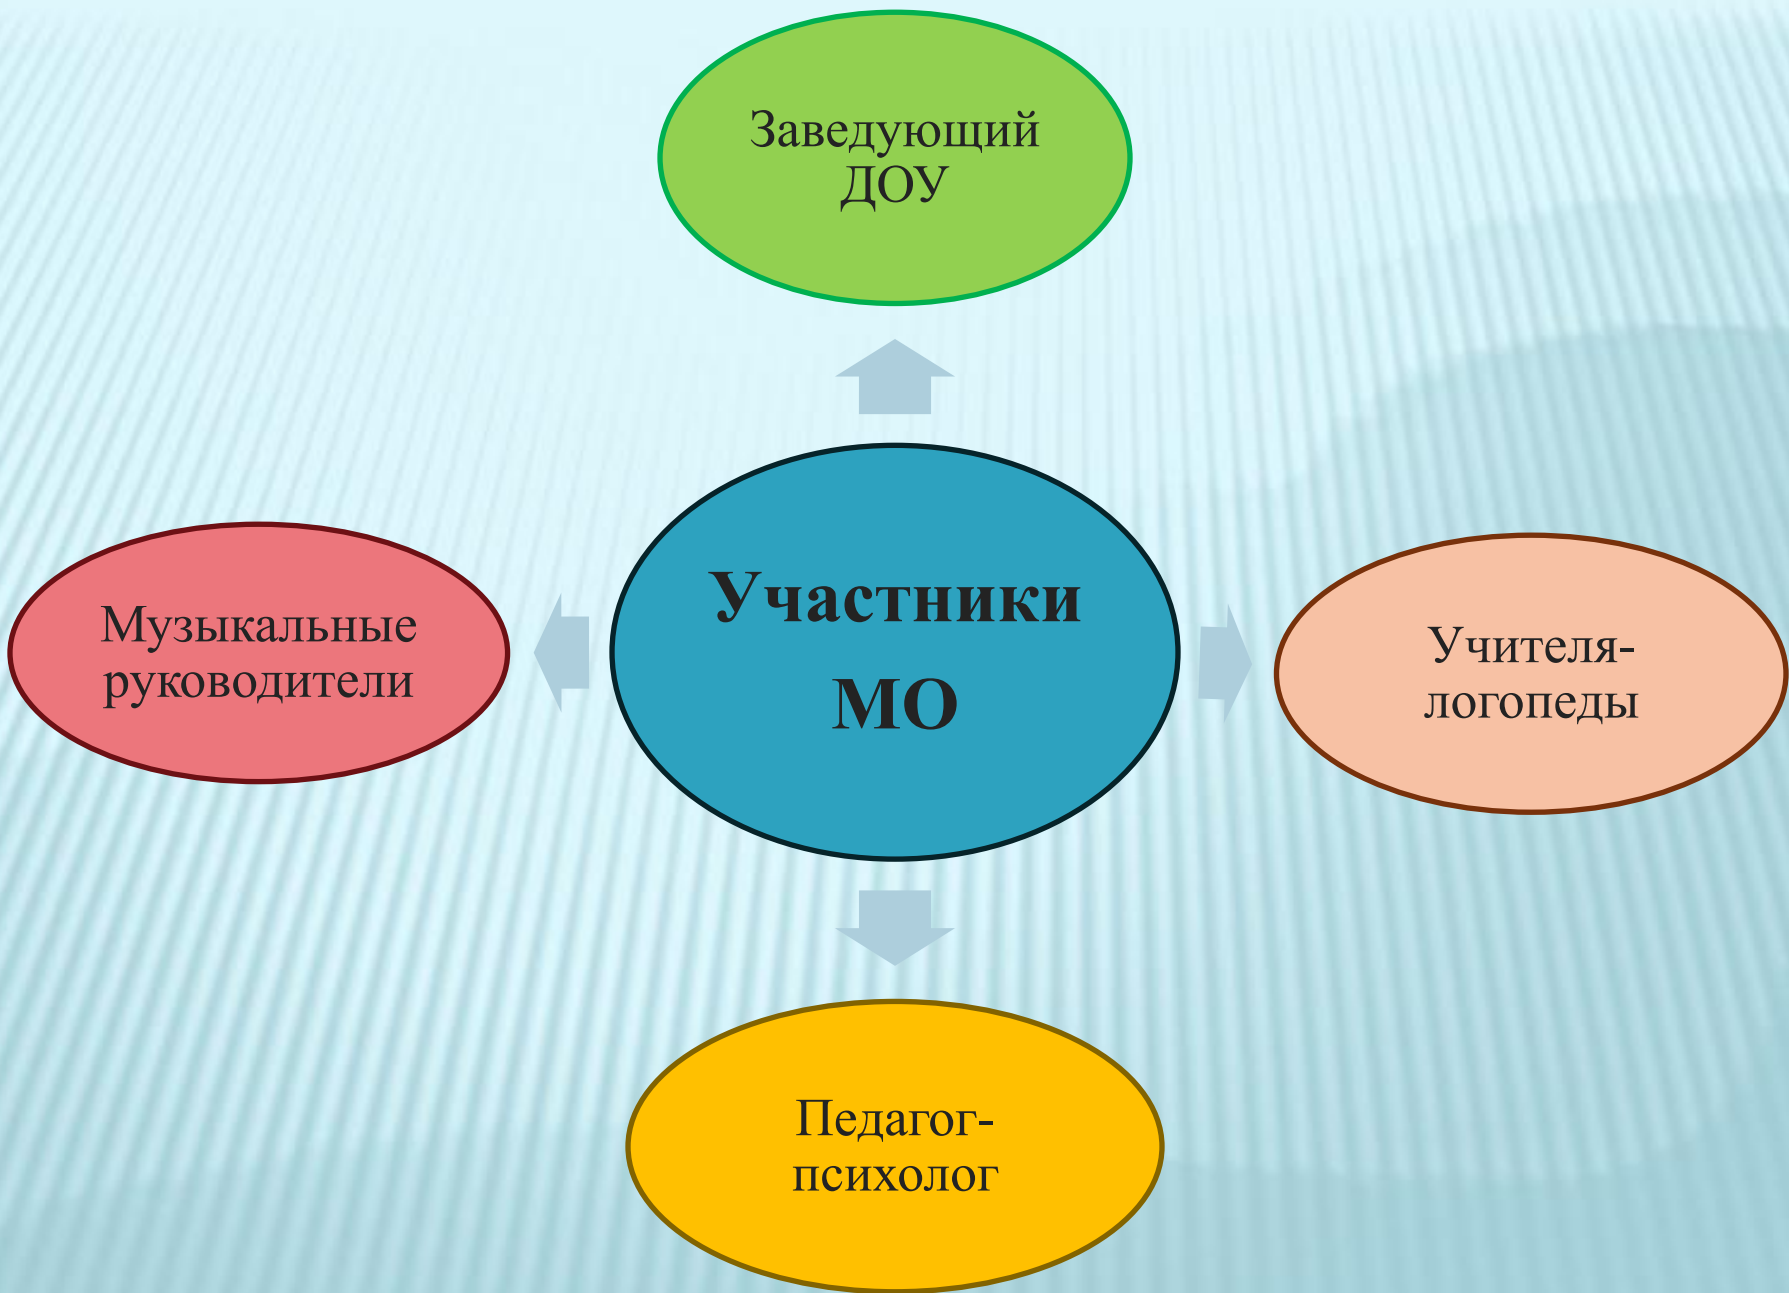 Заведующий
ДОУ
Музыкальные
руководители
Участники
МО
Учителя-
логопеды
Педагог-
психолог